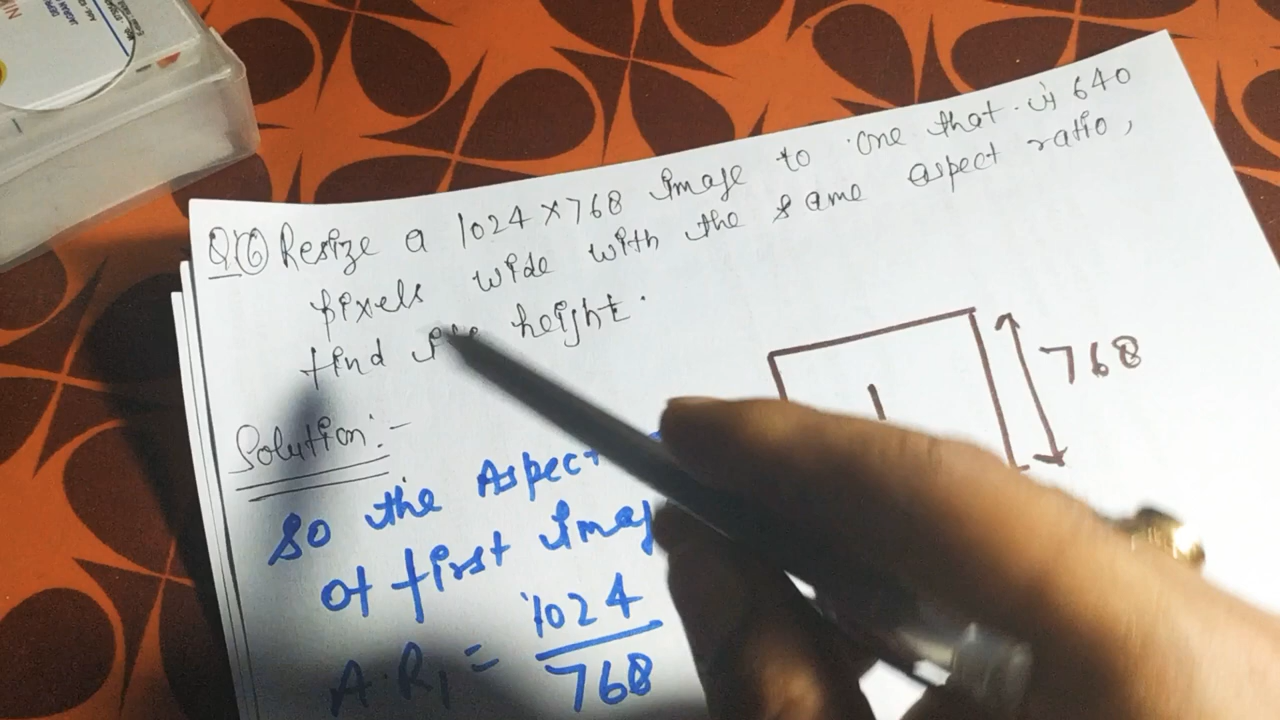 Q.6 Resize a 1024×768 image to one that is 640
pixels wide with the same aspect ratio,
find height.
Solution:-
So the Aspect
of first imag
A.R₁ = 1024
768
768